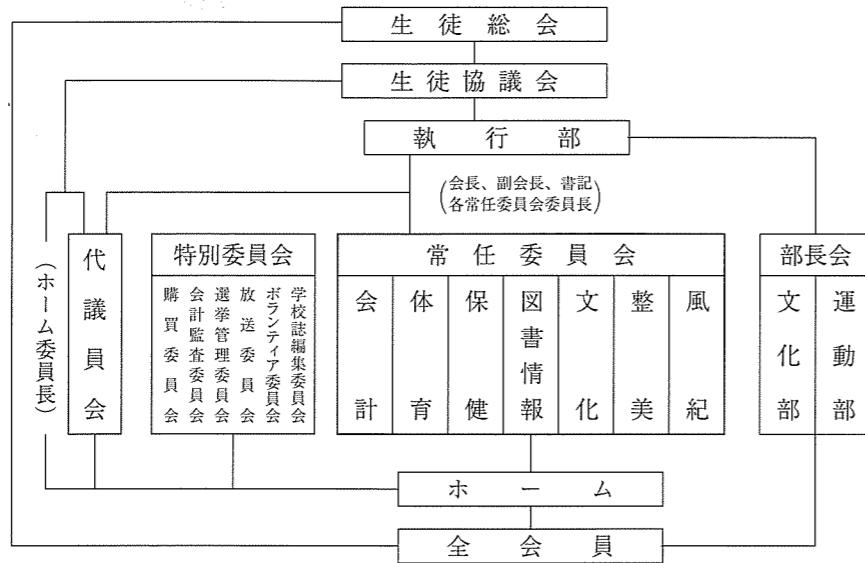 生徒総会
生徒協議会
執行部
(会長、副会長、書記
各常任委員会委員長)
(ホーム委員長)
代議員会
特別委員会
購買委員会
会計監査委員会
選挙管理委員会
放送委員会
ボランティア委員会
学校誌編集委員会
常任委員会
会計
体育
保健
図書情報
文化
整美
風紀
部長会
文化部
運動部
ホーム
全会員